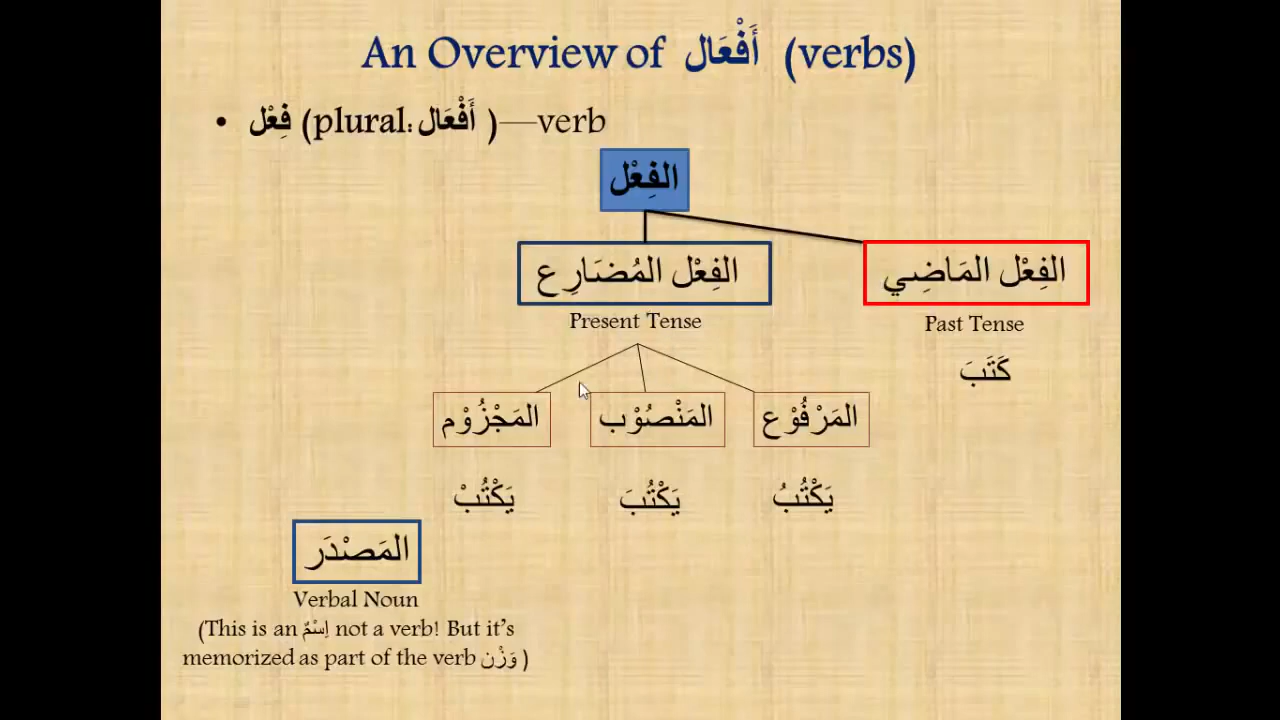 An Overview of أَفْعَال (verbs)
• فِعْل (plural: أَفْعَال )—verb
الفِعْل
الفِعْل المُضَارِع
الفِعْل المَاضِي
Present Tense
Past Tense
كَتَبَ
المَرْفُوْع
المَنْصُوْب
المَجْزُوْم
يَكْتُبُ
يَكْتُبَ
يَكْتُبْ
المَصْدَر
Verbal Noun
(This is an اِسْمٌ not a verb! But it's
memorized as part of the verb وَزْن )